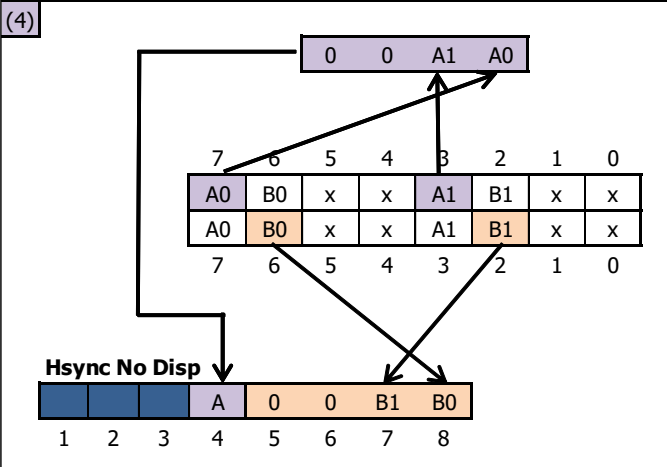 (4)
0 0 A1 A0
7 6 5 4 3 2 1 0
A0 B0 x x A1 B1 x x
A0 B0 x x A1 B1 x x
7 6 5 4 3 2 1 0
Hsync No Disp
A 0 0 B1 B0
1 2 3 4 5 6 7 8